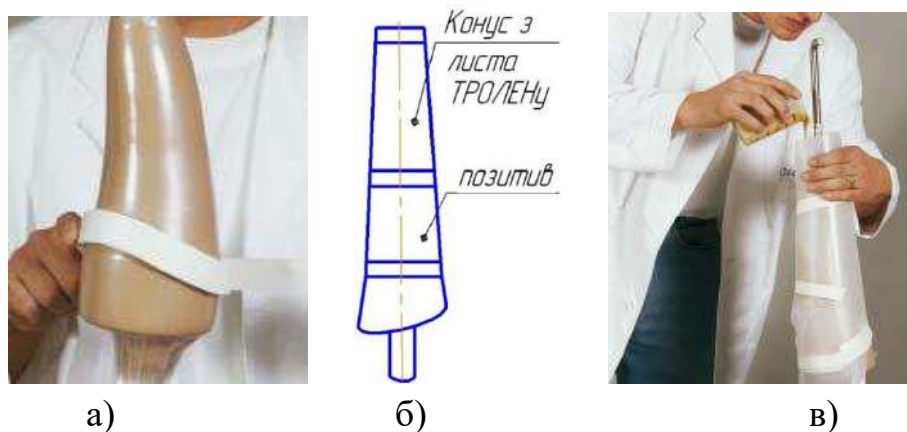 Конус з
листа
ТРОЛЕНу
позитив
а)
б)
в)